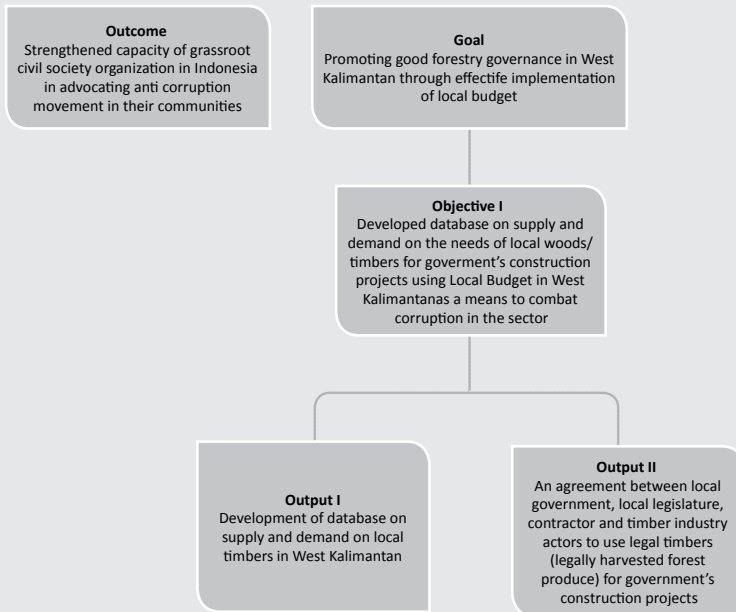 Outcome
Strengthened capacity of grassroot
civil society organization in Indonesia
in advocating anti corruption
movement in their communities
Goal
Promoting good forestry governance in West
Kalimantan through effectife implementation
of local budget
Objective I
Developed database on supply and
demand on the needs of local woods/
timbers for goverment's construction
projects using Local Budget in West
Kalimantanas a means to combat
corruption in the sector
Output I
Development of database on
supply and demand on local
timbers in West Kalimantan
Output II
An agreement between local
government, local legislature,
contractor and timber industry
actors to use legal timbers
(legally harvested forest
produce) for government's
construction projects